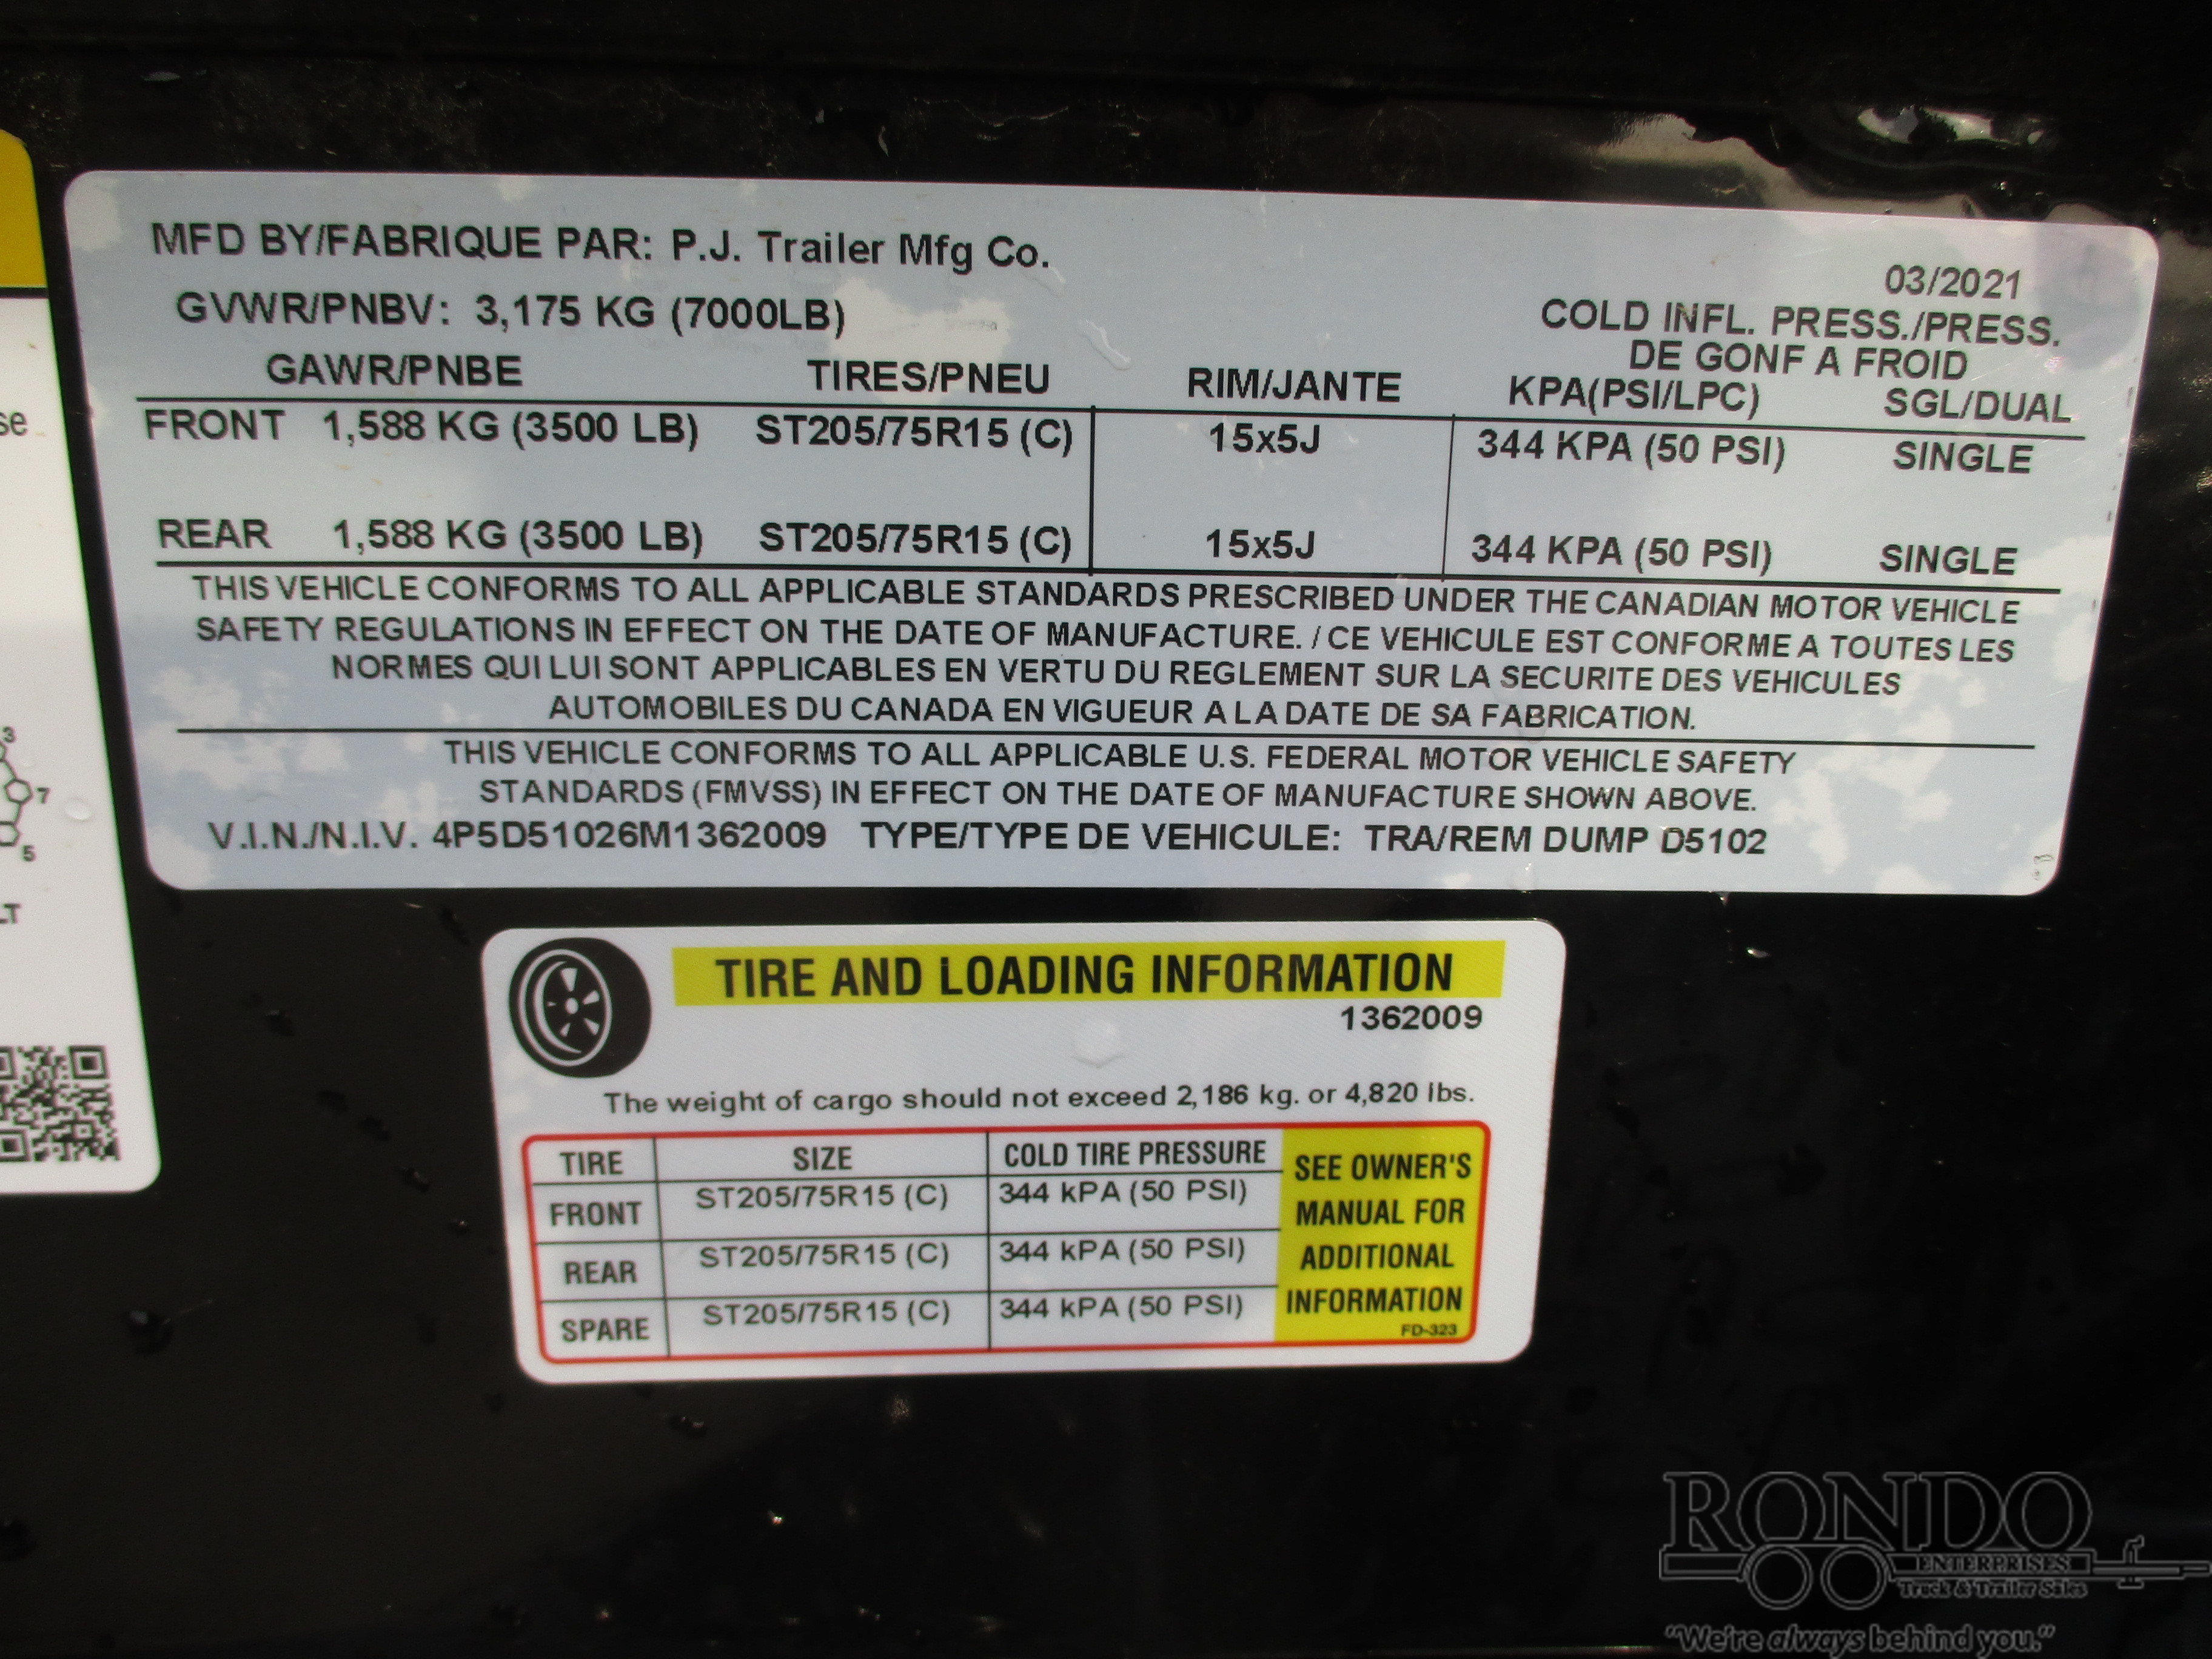 MFD BY/FABRIQUE PAR: P.J. Trailer Mfg Co.
03/2021
GVWR/PNBV: 3,175 KG (7000LB)
COLD INFL. PRESS./PRESS.
DE GONF A FROID
GAWR/PNBE TIRES/PNEU RIM/JANTE KPA(PSI/LPC) SGL/DUAL
FRONT 1,588 KG (3500 LB) ST205/75R15 (C) 15x5J 344 KPA (50 PSI) SINGLE
REAR 1,588 KG (3500 LB) ST205/75R15 (C) 15x5J 344 KPA (50 PSI) SINGLE
THIS VEHICLE CONFORMS TO ALL APPLICABLE STANDARDS PRESCRIBED UNDER THE CANADIAN MOTOR VEHICLE
SAFETY REGULATIONS IN EFFECT ON THE DATE OF MANUFACTURE. / CE VEHICULE EST CONFORME A TOUTES LES
NORMES QUI LUI SONT APPLICABLES EN VERTU DU REGLEMENT SUR LA SECURITE DES VEHICULES
AUTOMOBILES DU CANADA EN VIGUEUR A LA DATE DE SA FABRICATION.
THIS VEHICLE CONFORMS TO ALL APPLICABLE U.S. FEDERAL MOTOR VEHICLE SAFETY
STANDARDS (FMVSS) IN EFFECT ON THE DATE OF MANUFACTURE SHOWN ABOVE.
V.I.N./N.I.V. 4P5D51026M1362009 TYPE/TYPE DE VEHICULE: TRA/REM DUMP D5102
se
3
7
5
LT
TIRE AND LOADING INFORMATION
1362009
The weight of cargo should not exceed 2,186 kg. or 4,820 lbs.
TIRE SIZE COLD TIRE PRESSURE
FRONT ST205/75R15 (C) 344 kPA (50 PSI)
REAR ST205/75R15 (C) 344 kPA (50 PSI)
SPARE ST205/75R15 (C) 344 kPA (50 PSI)
SEE OWNER'S
MANUAL FOR
ADDITIONAL
INFORMATION
FD-323
RONDO
ENTERPRISES
Truck & Trailer Sales
"We're always behind you."